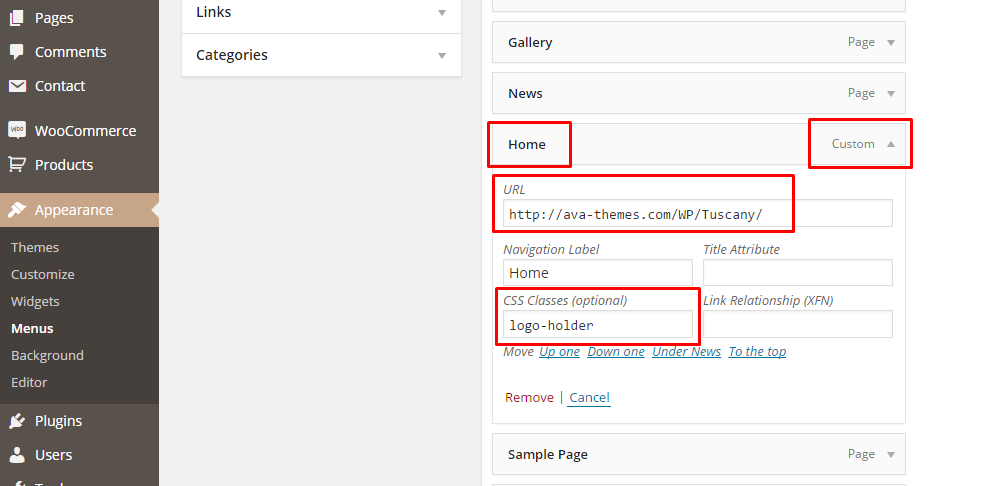 Pages
Comments
Contact
WooCommerce
Products
Appearance
Themes
Customize
Widgets
Menus
Background
Editor
Plugins
Users
Links
Categories
Gallery Page
News Page
Home Custom
URL
http://ava-themes.com/WP/Tuscany/
Navigation Label Title Attribute
Home
CSS Classes (optional) Link Relationship (XFN)
logo-holder
Move Up one Down one Under News To the top
Remove | Cancel
Sample Page Page